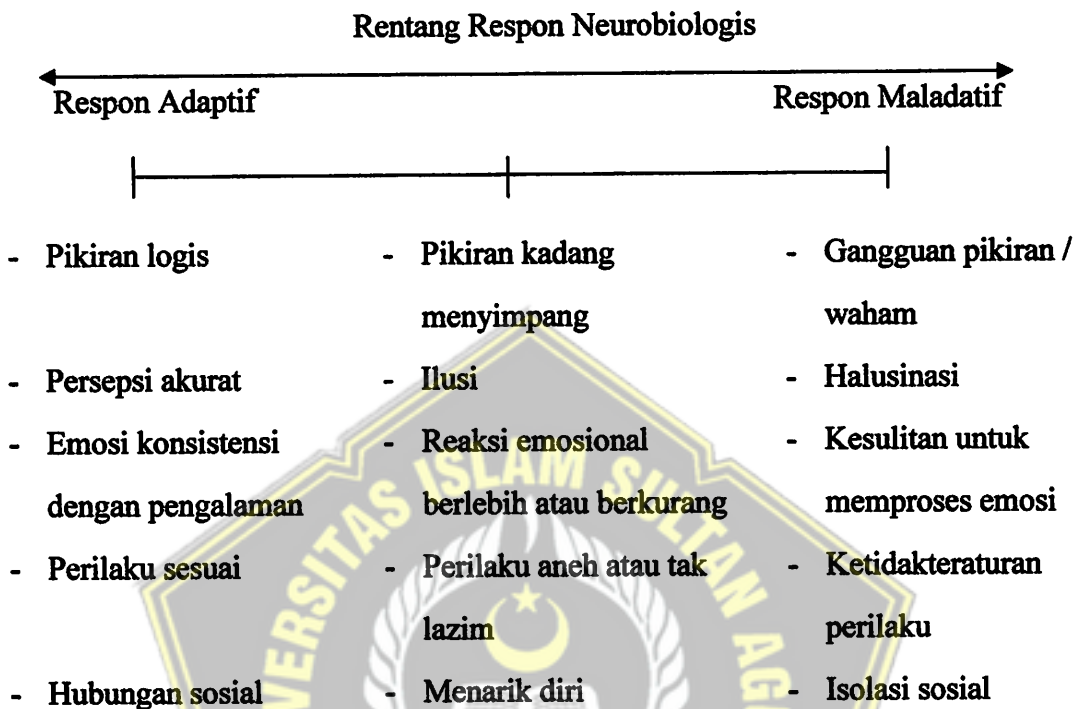 Rentang Respon Neurobiologis
Respon Adaptif
Respon Maladatif
- Pikiran logis
- Pikiran kadang
menyimpang
- Gangguan pikiran /
waham
- Persepsi akurat
- Ilusi
- Halusinasi
- Emosi konsistensi
dengan pengalaman
- Reaksi emosional
berlebih atau berkurang
- Kesulitan untuk
memproses emosi
- Perilaku sesuai
- Perilaku aneh atau tak
lazim
- Ketidakteraturan
perilaku
- Hubungan sosial
- Menarik diri
- Isolasi sosial
ISLAM SULTAN